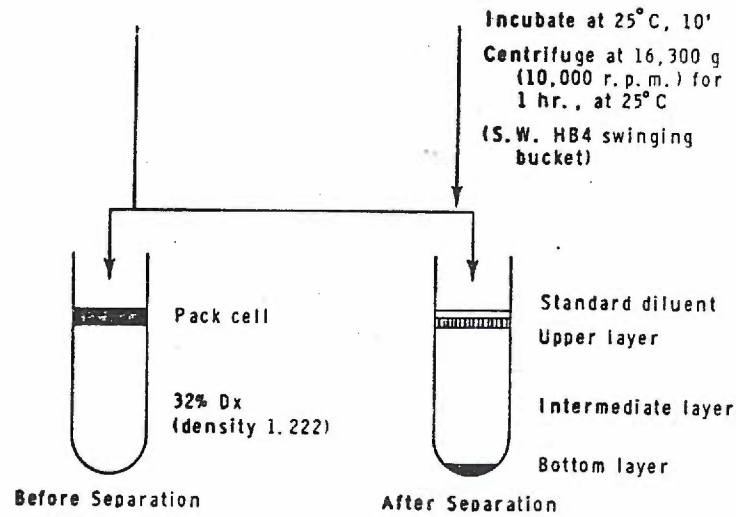 Incubate at 25°C, 10'
Centrifuge at 16,300 g
(10,000 r.p.m.) for
1 hr., at 25°C
(S.W. HB4 swinging
bucket)
Pack cell
32% Dx
(density 1.222)
Before Separation
Standard diluent
Upper layer
Intermediate layer
Bottom layer
After Separation